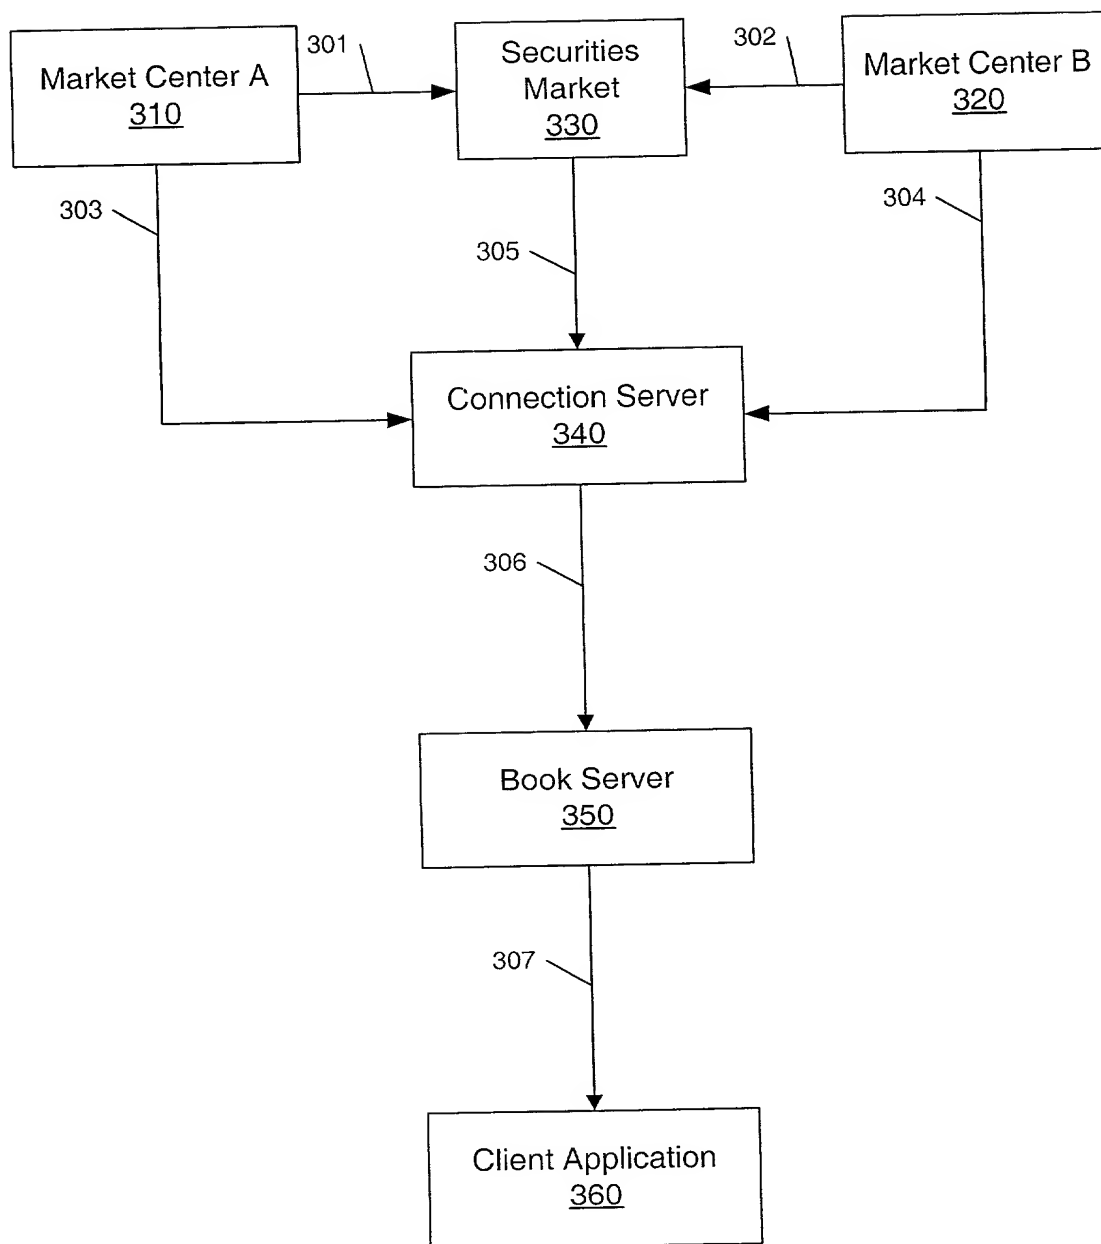 301
302
Market Center A
310
Securities
Market
330
Market Center B
320
303
304
305
Connection Server
340
306
Book Server
350
307
Client Application
360